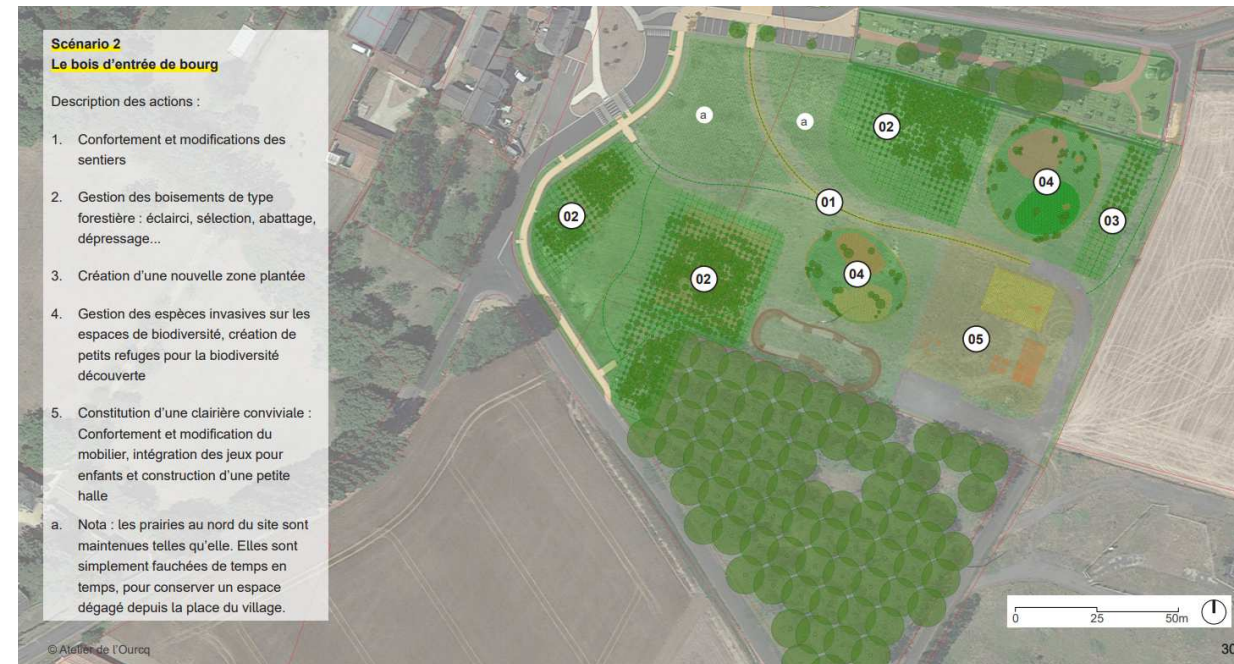 Scénario 2
Le bois d'entrée de bourg
Description des actions :
1. Confortement et modifications des
sentiers
2. Gestion des boisements de type
forestière : éclairci, sélection, abattage,
dépressage...
3. Création d'une nouvelle zone plantée
4. Gestion des espèces invasives sur les
espaces de biodiversité, création de
petits refuges pour la biodiversité
découverte
5. Constitution d'une clairière conviviale :
Confortement et modification du
mobilier, intégration des jeux pour
enfants et construction d'une petite
halle
a. Nota : les prairies au nord du site sont
maintenues telles qu'elle. Elles sont
simplement fauchées de temps en
temps, pour conserver un espace
dégagé depuis la place du village.
a
a
02
04
01
02
03
02
04
05
0 25 50m
© Atelier de l'Ourcq
30